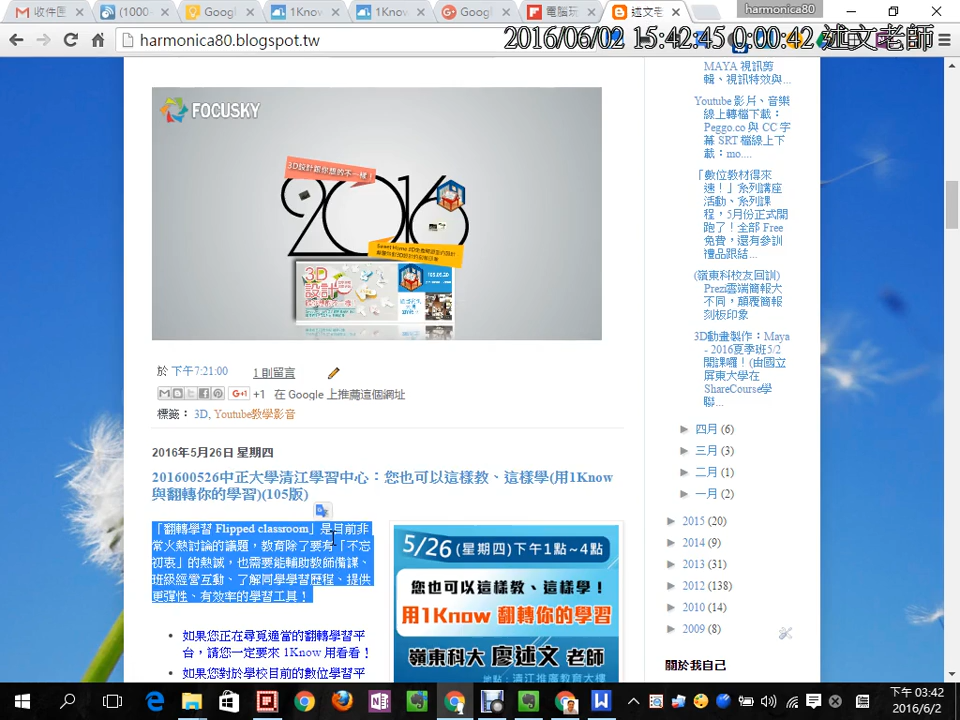 收件匣
(1000
Googl
1Know
1Know
Googl
電腦玩
述文老
harmonica80
harmonica80.blogspot.tw
2016/06/02 15:42:45 0:00:42 述文老師
FOCUSKY
3D設計跟你想的不一樣！
2016
3D
設計
MAYA 視訊剪
輯、視訊特效與...
Youtube 影片、音樂
線上轉檔下載：
Peggo.co 與 CC 字
幕 SRT 檔線上下
載：mo....
「數位教材得來
速！」系列講座
活動、系列課
程，5月份正式開
跑了！全部 Free
免費，還有參訓
禮品跟結...
(嶺東科校友回訓)
Prezi雲端簡報大
不同，顛覆簡報
刻板印象
3D動畫製作：Maya
- 2016夏季班5/2
開課囉！(由國立
屏東大學在
ShareCourse學
聯...
於 下午7:21:00
1 則留言
+1 在 Google 上推薦這個網址
標籤： 3D, Youtube教學影音
2016年5月26日 星期四
201600526中正大學清江學習中心：您也可以這樣教、這樣學(用1Know
與翻轉你的學習)(105版)
「翻轉學習 Flipped classroom」是目前非
常火熱討論的議題，教育除了要有「不忘
初衷」的熱誠，也需要能輔助教師備課、
班級經營互動、了解同學學習歷程、提供
更彈性、有效率的學習工具！
如果您正在尋覓適當的翻轉學習平
台，請您一定要來 1Know 用看看！
如果您對於學校目前的數位學習平
5/26 (星期四)下午1點~4點
您也可以這樣教、這樣學！
用1Know 翻轉你的學習
嶺東科大 廖述文 老師
地點：清江推廣教育大樓
四月 (6)
三月 (3)
二月 (1)
一月 (2)
2015 (20)
2014 (9)
2013 (31)
2012 (138)
2010 (14)
2009 (8)
關於我自己
下午 03:42
2016/6/2